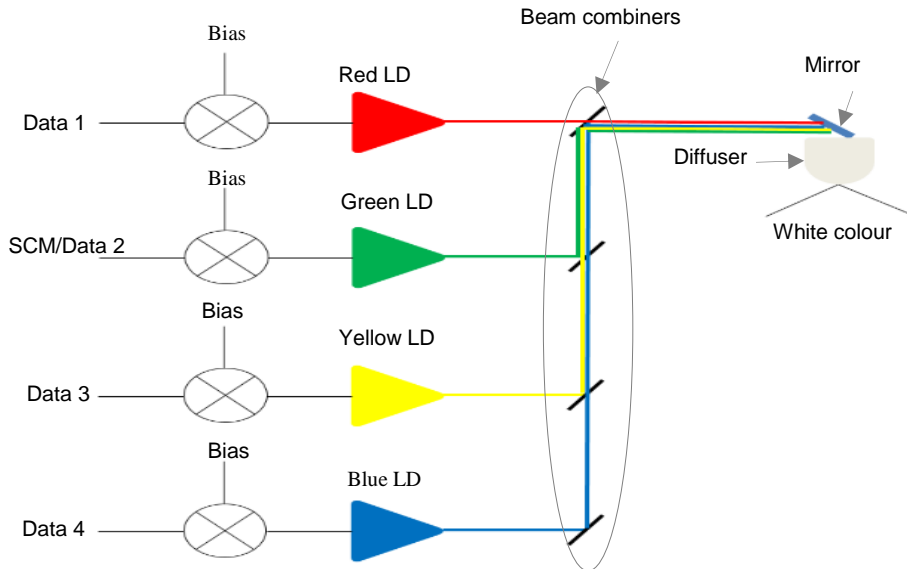 Beam combiners
Bias
Red LD
Mirror
Data 1
Diffuser
Bias
Green LD
White colour
SCM/Data 2
Bias
Yellow LD
Data 3
Bias
Blue LD
Data 4